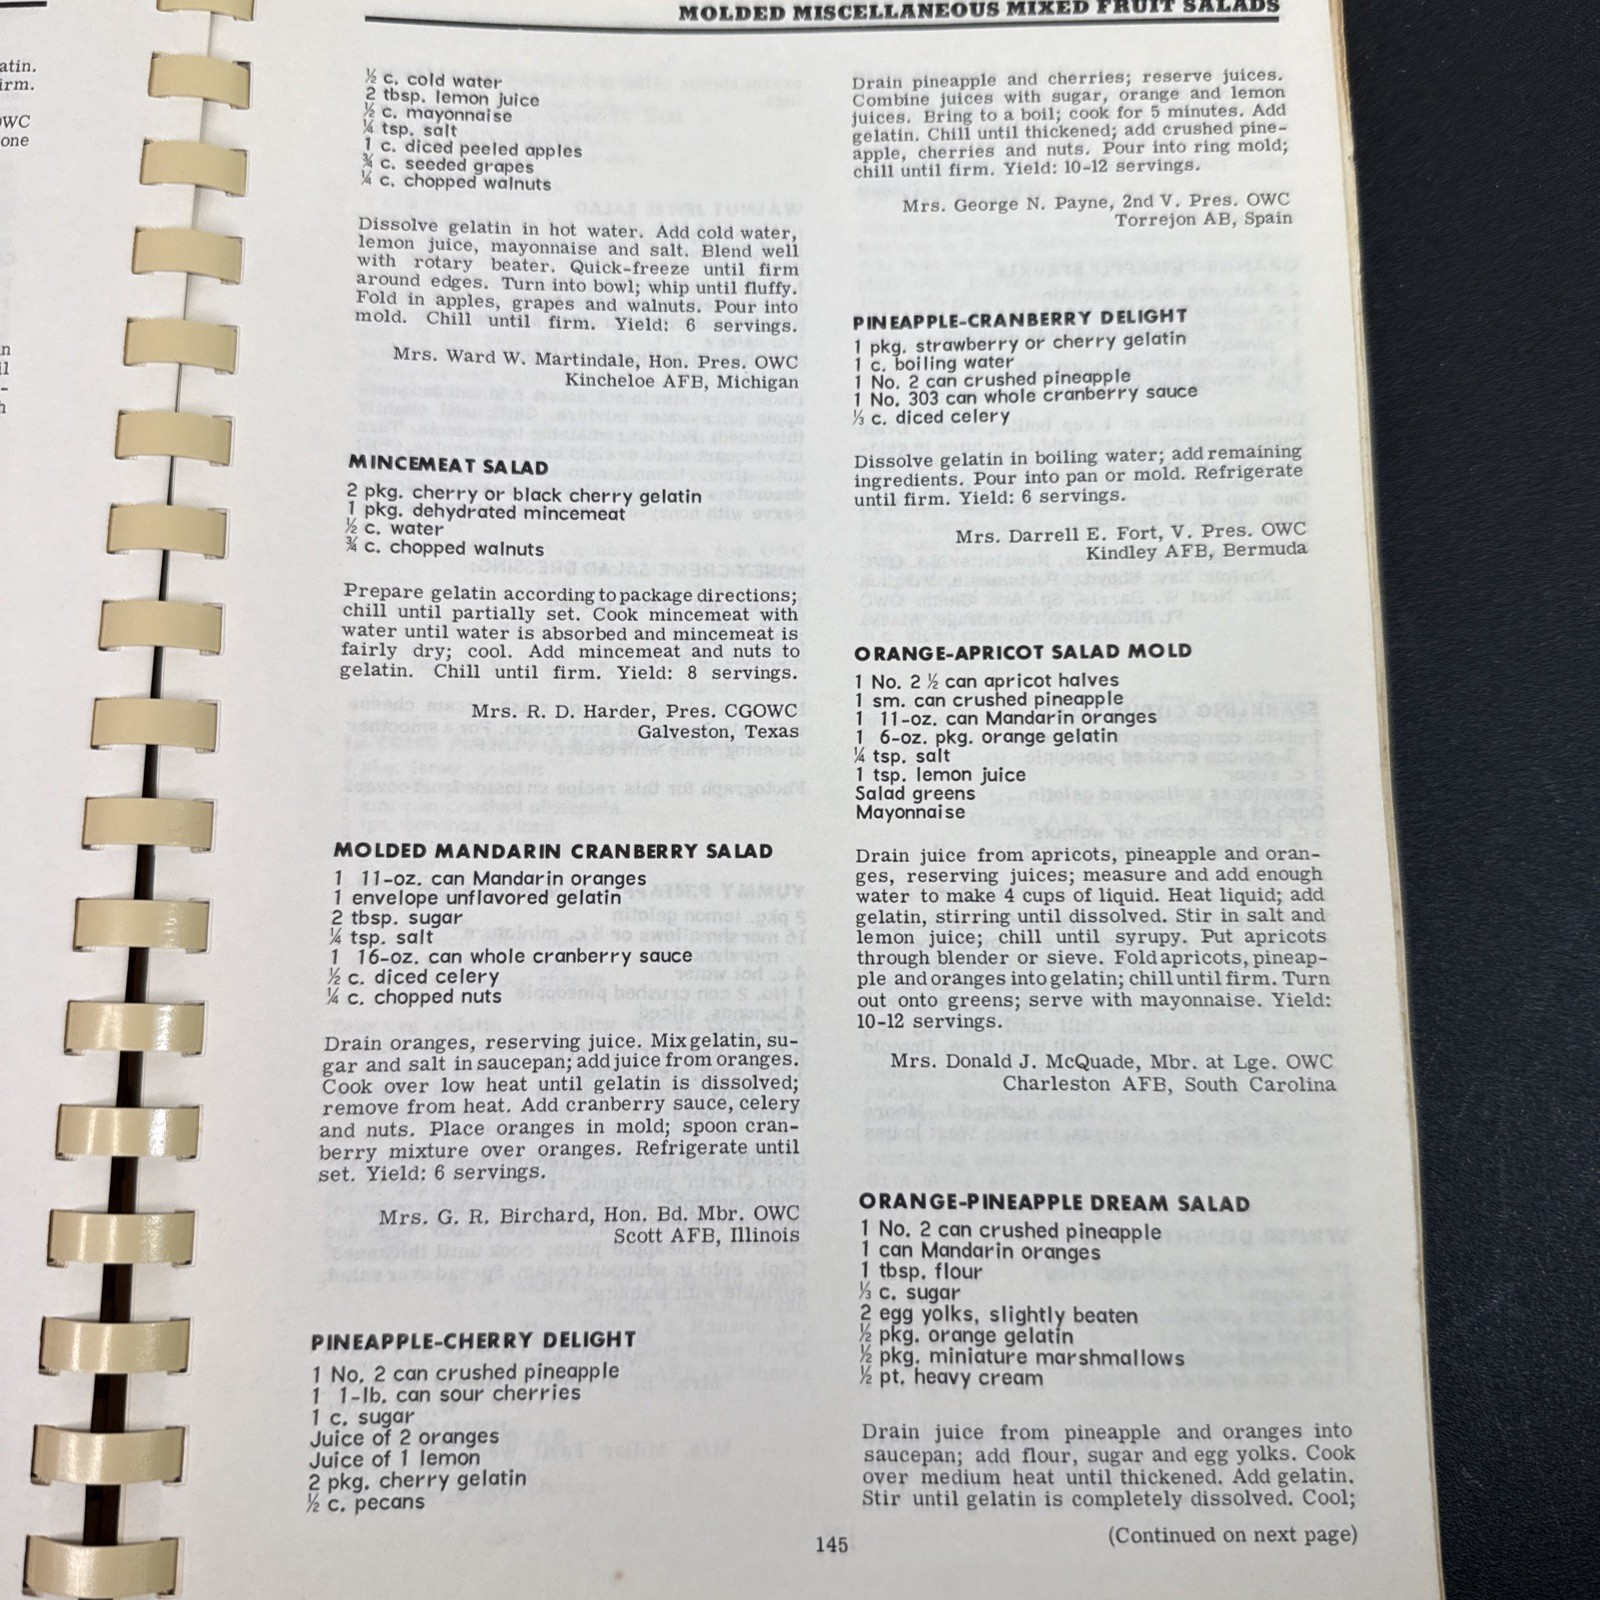 MOLDED MISCELLANEOUS MIXED FRUIT SALADS
atin.
irm.
OWC
one
½ c. cold water
2 tbsp. lemon juice
½ c. mayonnaise
¼ tsp. salt
1 c. diced peeled apples
¾ c. seeded grapes
¼ c. chopped walnuts
Dissolve gelatin in hot water. Add cold water,
lemon juice, mayonnaise and salt. Blend well
with rotary beater. Quick-freeze until firm
around edges. Turn into bowl; whip until fluffy.
Fold in apples, grapes and walnuts. Pour into
mold. Chill until firm. Yield: 6 servings.
Mrs. Ward W. Martindale, Hon. Pres. OWC
Kincheloe AFB, Michigan
MINCEMEAT SALAD
2 pkg. cherry or black cherry gelatin
1 pkg. dehydrated mincemeat
½ c. water
¾ c. chopped walnuts
Prepare gelatin according to package directions;
chill until partially set. Cook mincemeat with
water until water is absorbed and mincemeat is
fairly dry; cool. Add mincemeat and nuts to
gelatin. Chill until firm. Yield: 8 servings.
Mrs. R. D. Harder, Pres. CGOWC
Galveston, Texas
MOLDED MANDARIN CRANBERRY SALAD
1 11-oz. can Mandarin oranges
1 envelope unflavored gelatin
2 tbsp. sugar
¼ tsp. salt
1 16-oz. can whole cranberry sauce
½ c. diced celery
¼ c. chopped nuts
Drain oranges, reserving juice. Mix gelatin, su-
gar and salt in saucepan; add juice from oranges.
Cook over low heat until gelatin is dissolved;
remove from heat. Add cranberry sauce, celery
and nuts. Place oranges in mold; spoon cran-
berry mixture over oranges. Refrigerate until
set. Yield: 6 servings.
Mrs. G. R. Birchard, Hon. Bd. Mbr. OWC
Scott AFB, Illinois
PINEAPPLE-CHERRY DELIGHT
1 No. 2 can crushed pineapple
1 1-lb. can sour cherries
1 c. sugar
Juice of 2 oranges
Juice of 1 lemon
2 pkg. cherry gelatin
½ c. pecans
Drain pineapple and cherries; reserve juices.
Combine juices with sugar, orange and lemon
juices. Bring to a boil; cook for 5 minutes. Add
gelatin. Chill until thickened; add crushed pine-
apple, cherries and nuts. Pour into ring mold;
chill until firm. Yield: 10-12 servings.
Mrs. George N. Payne, 2nd V. Pres. OWC
Torrejon AB, Spain
PINEAPPLE-CRANBERRY DELIGHT
1 pkg. strawberry or cherry gelatin
1 c. boiling water
1 No. 2 can crushed pineapple
1 No. 303 can whole cranberry sauce
⅓ c. diced celery
Dissolve gelatin in boiling water; add remaining
ingredients. Pour into pan or mold. Refrigerate
until firm. Yield: 6 servings.
Mrs. Darrell E. Fort, V. Pres. OWC
Kindley AFB, Bermuda
ORANGE-APRICOT SALAD MOLD
1 No. 2 ½ can apricot halves
1 sm. can crushed pineapple
1 11-oz. can Mandarin oranges
1 6-oz. pkg. orange gelatin
¼ tsp. salt
1 tsp. lemon juice
Salad greens
Mayonnaise
Drain juice from apricots, pineapple and oran-
ges, reserving juices; measure and add enough
water to make 4 cups of liquid. Heat liquid; add
gelatin, stirring until dissolved. Stir in salt and
lemon juice; chill until syrupy. Put apricots
through blender or sieve. Fold apricots, pineap-
ple and oranges into gelatin; chill until firm. Turn
out onto greens; serve with mayonnaise. Yield:
10-12 servings.
Mrs. Donald J. McQuade, Mbr. at Lge. OWC
Charleston AFB, South Carolina
ORANGE-PINEAPPLE DREAM SALAD
1 No. 2 can crushed pineapple
1 can Mandarin oranges
1 tbsp. flour
⅓ c. sugar
2 egg yolks, slightly beaten
½ pkg. orange gelatin
½ pkg. miniature marshmallows
½ pt. heavy cream
Drain juice from pineapple and oranges into
saucepan; add flour, sugar and egg yolks. Cook
over medium heat until thickened. Add gelatin.
Stir until gelatin is completely dissolved. Cool;
(Continued on next page)
145